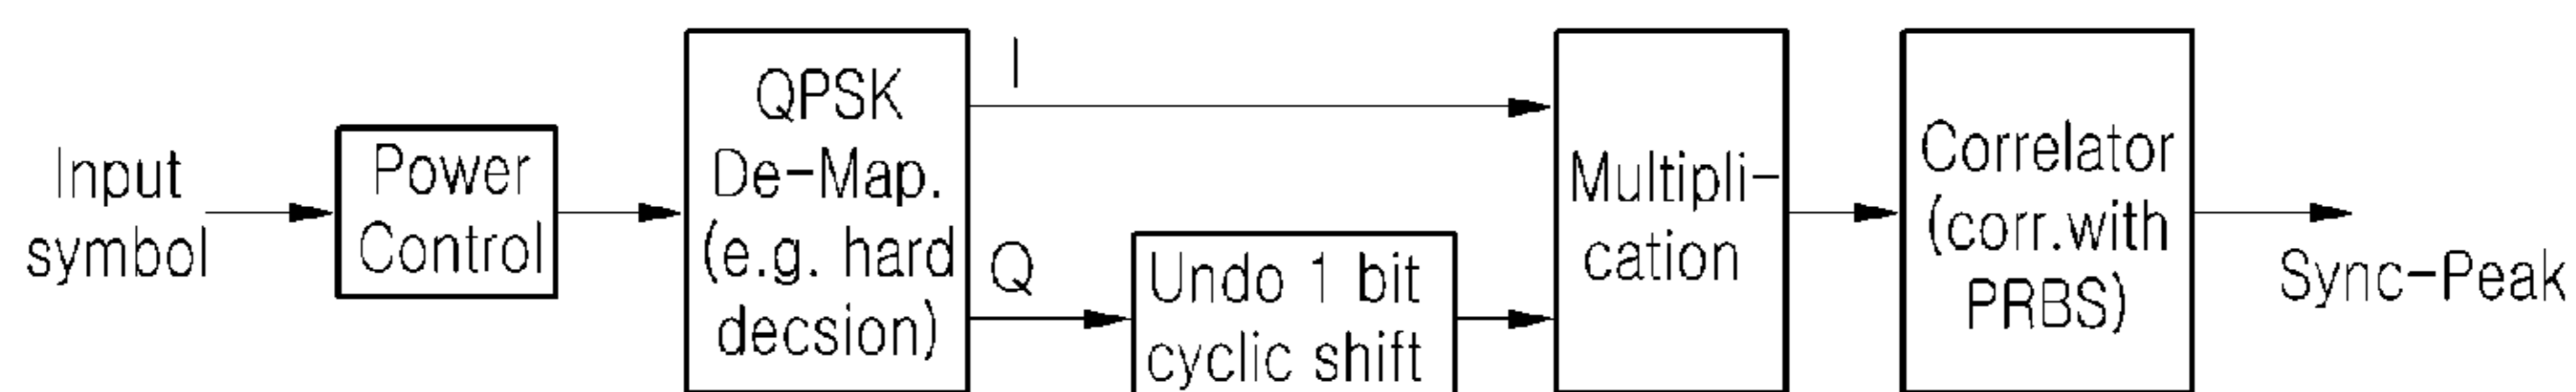 Input
symbol
Power
Control
QPSK
De-Map.
(e.g. hard
decsion)
I
Q
Undo 1 bit
cyclic shift
Multipli-
cation
Correlator
(corr.with
PRBS)
Sync-Peak